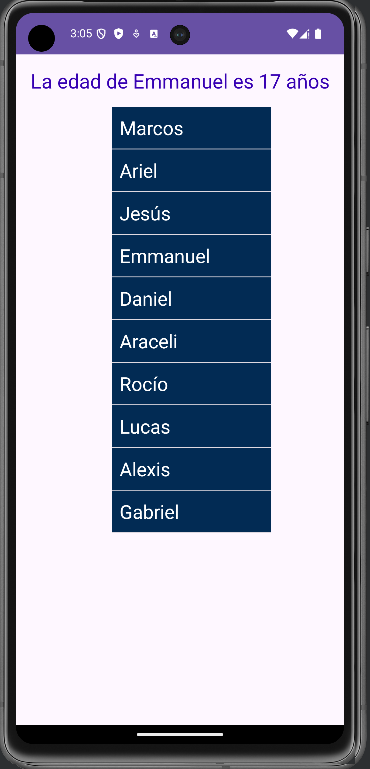 3:05
La edad de Emmanuel es 17 años
Marcos
Ariel
Jesús
Emmanuel
Daniel
Araceli
Rocío
Lucas
Alexis
Gabriel